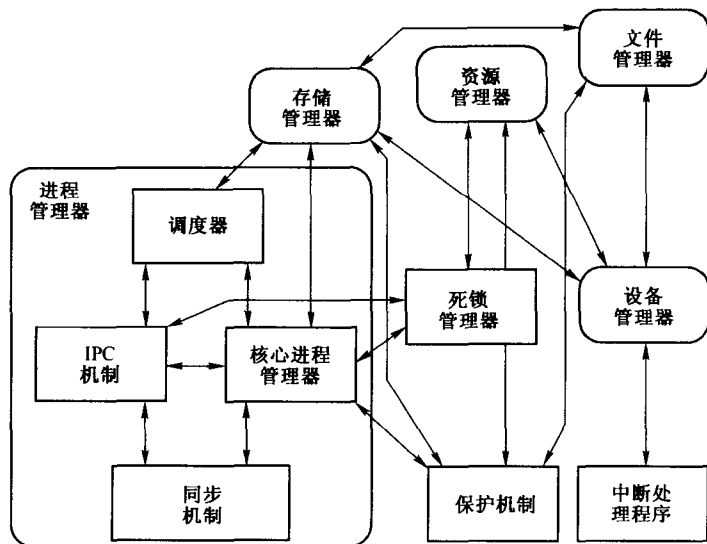 文件
管理器
资源
管理器
存储
管理器
进程
管理器
调度器
死锁
管理器
设备
管理器
IPC
机制
核心进程
管理器
同步
机制
保护机制
中断处
理程序